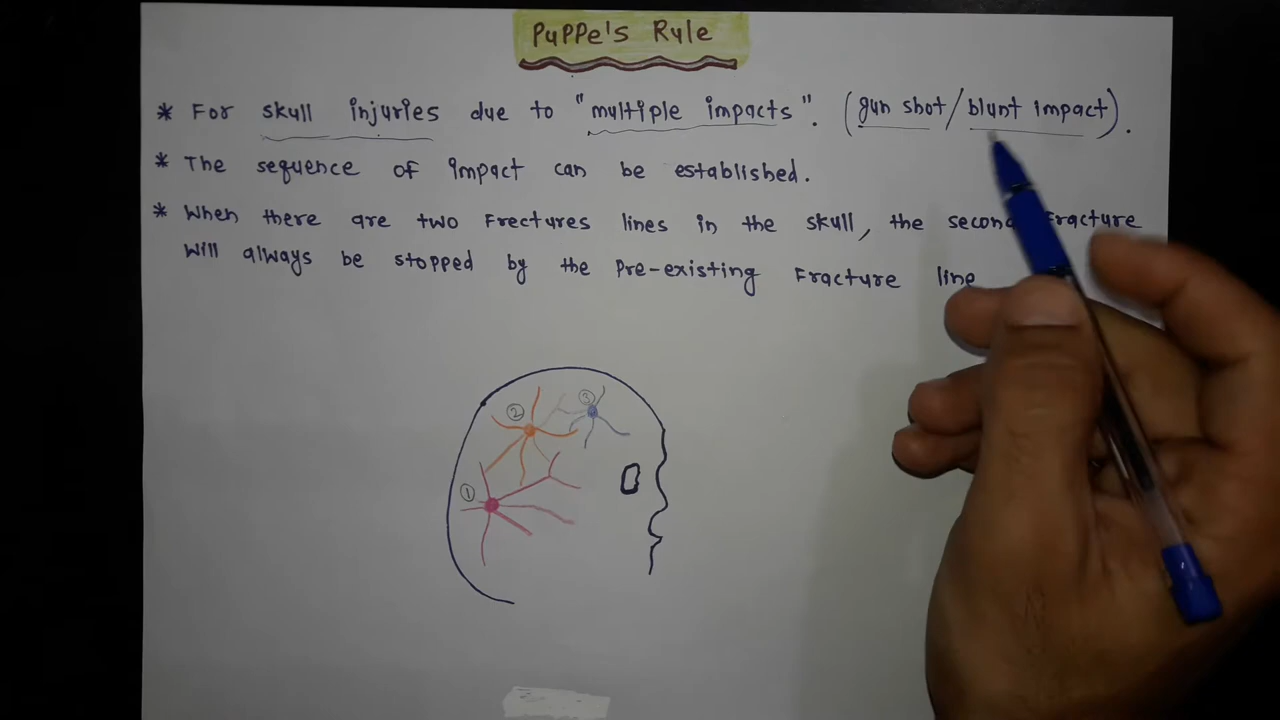 Puppe's Rule
* For skull injuries due to "multiple impacts". (gun shot/blunt impact).
* The sequence of impact can be established.
* When there are two Frectures lines in the skull, the second Fracture
will always be stopped by the Pre-existing Fracture line
② ③
①